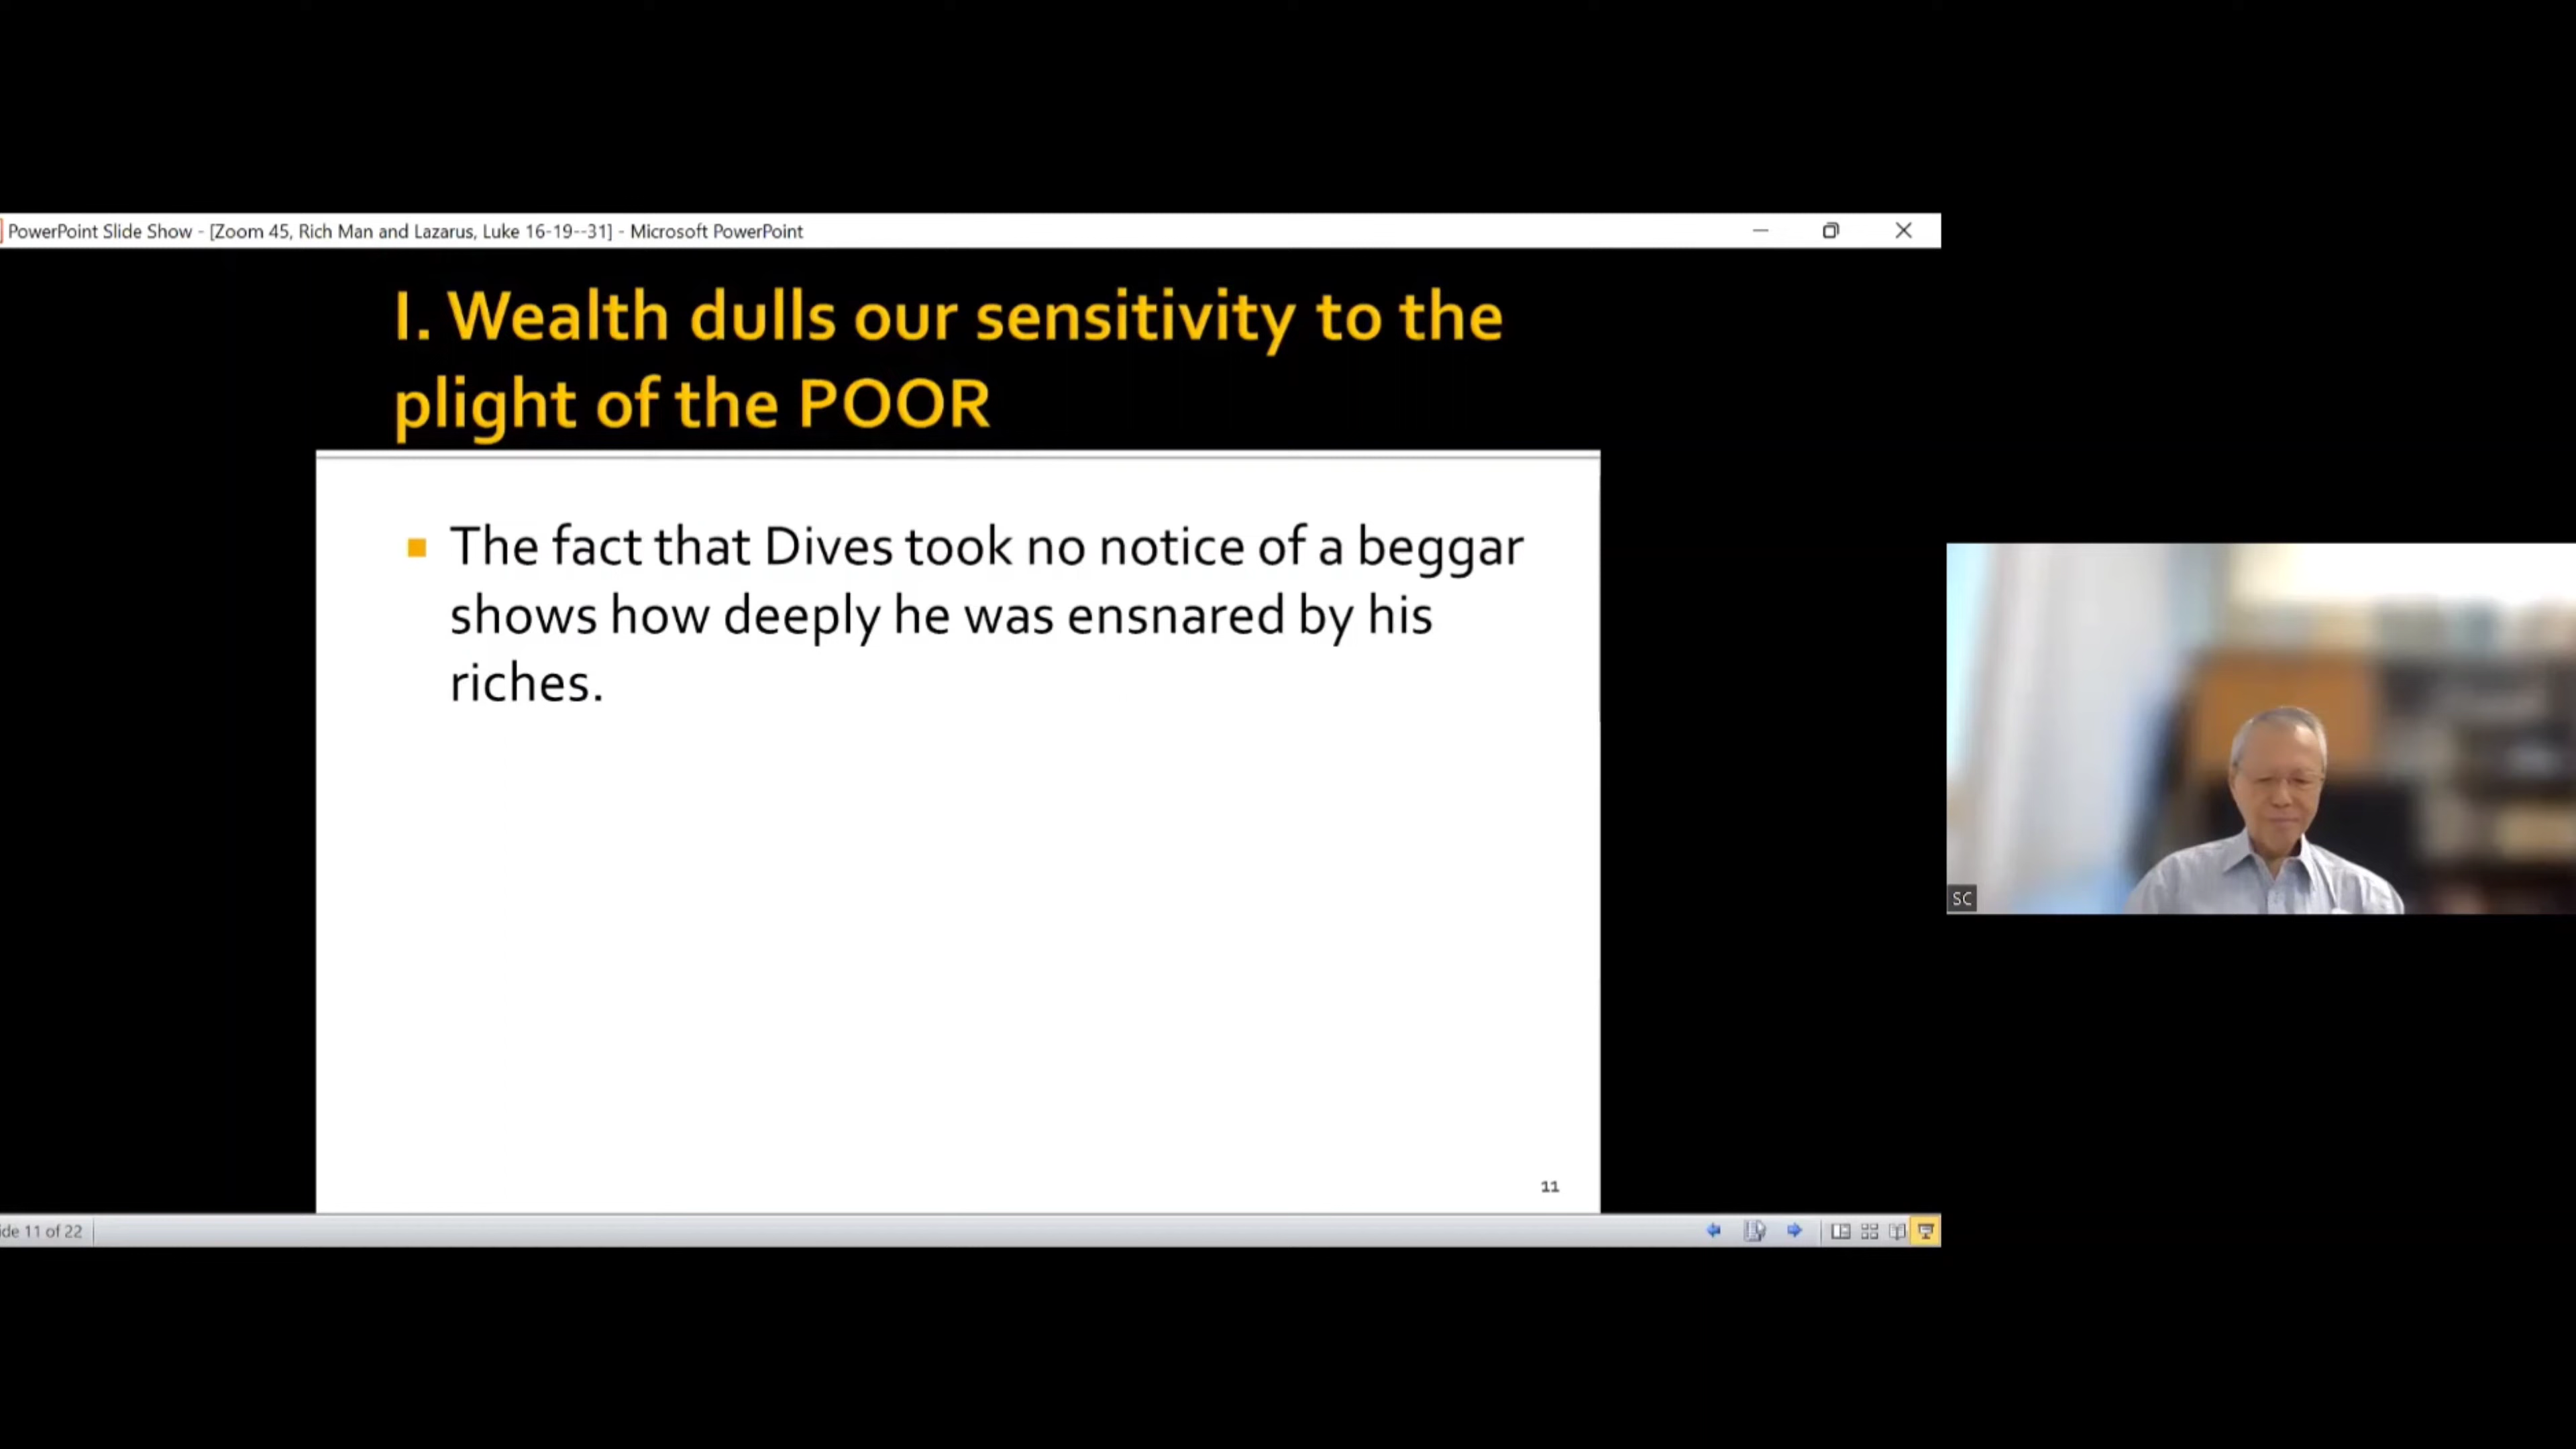 PowerPoint Slide Show - [Zoom 45, Rich Man and Lazarus, Luke 16-19--31] - Microsoft PowerPoint
I. Wealth dulls our sensitivity to the
plight of the POOR
The fact that Dives took no notice of a beggar
shows how deeply he was ensnared by his
riches.
11
SC
ide 11 of 22